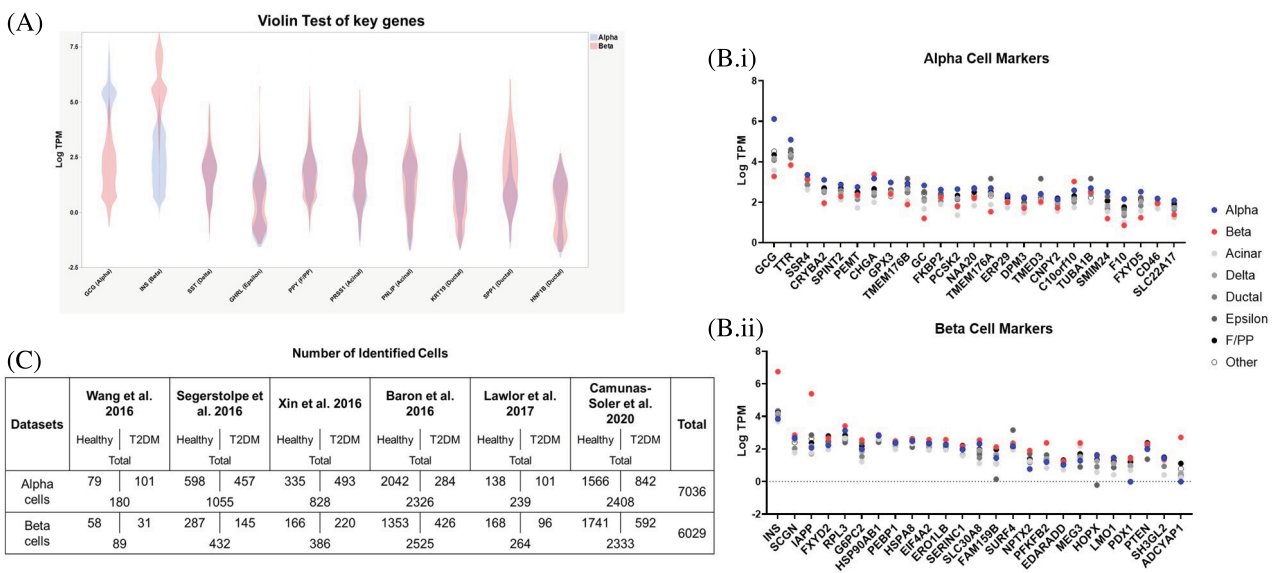 (A)
Violin Test of key genes
Alpha
Beta
7.5
5.0
2.5
0.0
-2.5
Log TPM
GCG (Alpha)
INS (Beta)
SST (Delta)
GHRL (Epsilon)
PPY (F/PP)
PRSS1 (Acinal)
PNLIP (Acinal)
KRT19 (Ductal)
SPP1 (Ductal)
HNF1B (Ductal)
(B.i)
Alpha Cell Markers
8
6
4
2
0
Log TPM
GCG
TTR
SSR4
CRYBA2
SPINT2
PEMT
CHGA
GPX3
TMEM176B
GC
FKBP2
PCSK2
NAA20
TMEM176A
ERP29
DPM3
TMED3
CNPY2
C10orf10
TUBA1B
SMIM24
F10
FXYD5
CD46
SLC22A17
Alpha
Beta
Acinar
Delta
Ductal
Epsilon
F/PP
Other
(B.ii)
Beta Cell Markers
8
6
4
2
0
-2
Log TPM
INS
SCGN
IAPP
FXYD2
RPL3
G6PC2
HSP90AB1
PEBP1
HSPA8
EIF4A2
ERO1LB
SERINC1
SLC30A8
FAM159B
SURF4
NPTX2
PFKFB2
EDARADD
MEG3
HOPX
LMO1
PDX1
PTEN
SH3GL2
ADCYAP1
(C)
Number of Identified Cells
Datasets
Wang et al.
2016
Segerstolpe et
al. 2016
Xin et al. 2016
Baron et al.
2016
Lawlor et al.
2017
Camunas-
Soler et al.
2020
Total
Healthy T2DM Healthy T2DM Healthy T2DM Healthy T2DM Healthy T2DM Healthy T2DM
Total Total Total Total Total Total
Alpha
cells
79 101 598 457 335 493 2042 284 138 101 1566 842
180 1055 828 2326 239 2408
7036
Beta
cells
58 31 287 145 166 220 1353 426 168 96 1741 592
89 432 386 2525 264 2333
6029